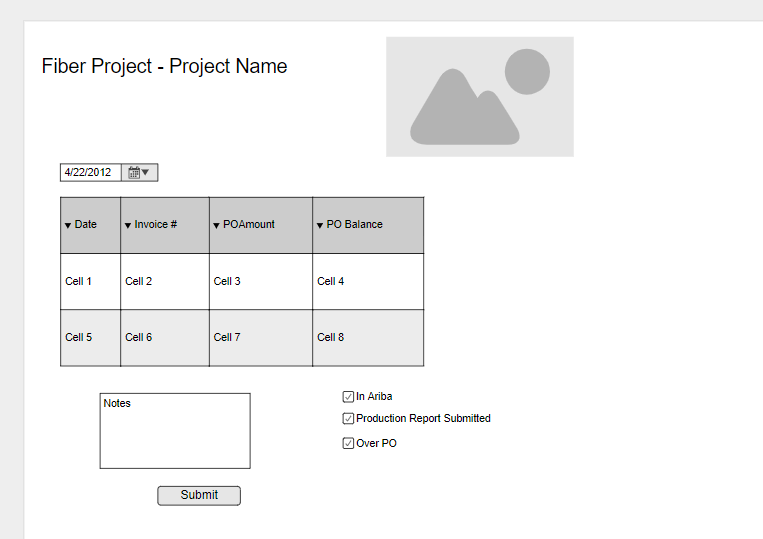 Fiber Project - Project Name
4/22/2012
Date Invoice # POAmount PO Balance
Cell 1 Cell 2 Cell 3 Cell 4
Cell 5 Cell 6 Cell 7 Cell 8
Notes
In Ariba
Production Report Submitted
Over PO
Submit